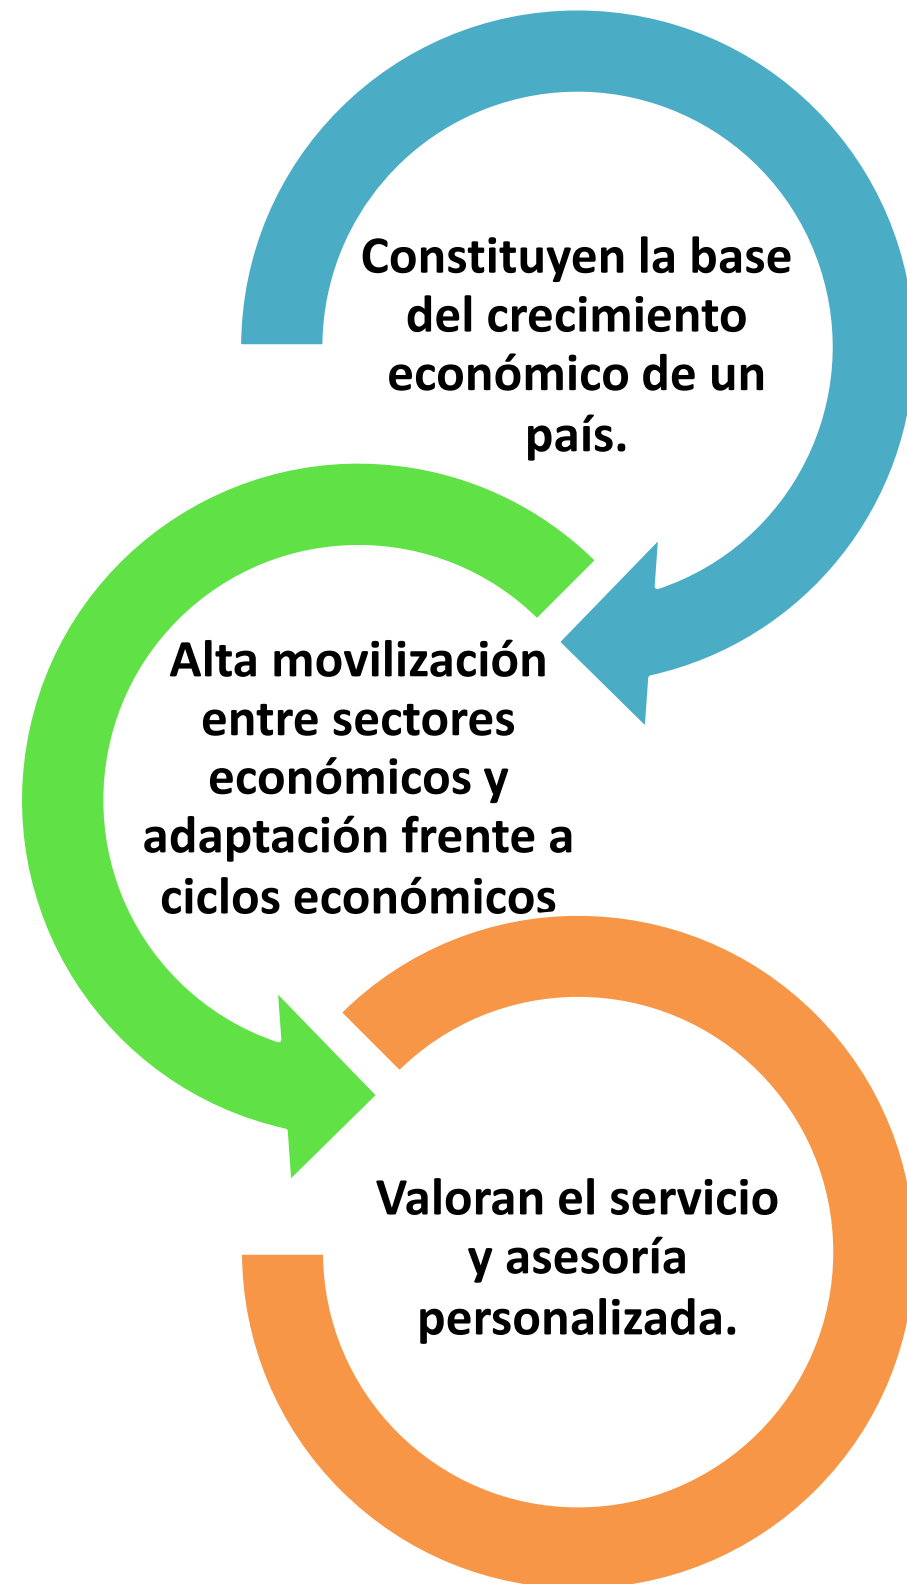 Constituyen la base
del crecimiento
económico de un
país.
Alta movilización
entre sectores
económicos y
adaptación frente a
ciclos económicos
Valoran el servicio
y asesoría
personalizada.